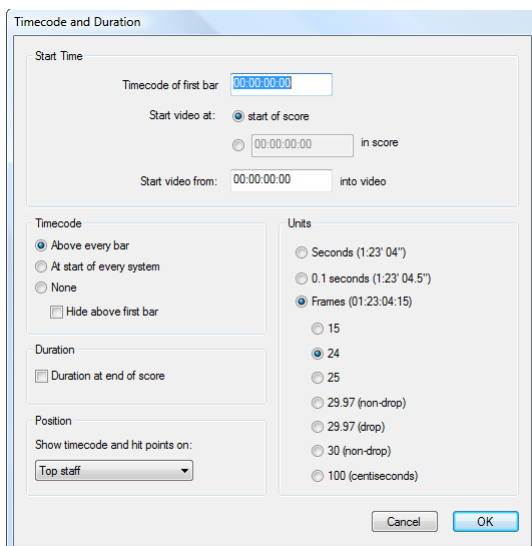 Timecode and Duration
Start Time
Timecode of first bar 00:00:00:00
Start video at: start of score
00:00:00:00 in score
Start video from: 00:00:00:00 into video
Timecode
Above every bar
At start of every system
None
Hide above first bar
Duration
Duration at end of score
Position
Show timecode and hit points on:
Top staff
Units
Seconds (1:23' 04")
0.1 seconds (1:23' 04.5")
Frames (01:23:04:15)
15
24
25
29.97 (non-drop)
29.97 (drop)
30 (non-drop)
100 (centiseconds)
Cancel OK